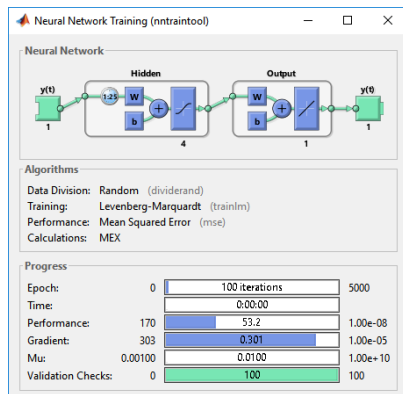 Neural Network Training (nntraintool)
Neural Network
Hidden
Output
y(t)
1:25
W
b
+
W
b
+
y(t)
1
4
1
1
Algorithms
Data Division: Random (dividerand)
Training: Levenberg-Marquardt (trainlm)
Performance: Mean Squared Error (mse)
Calculations: MEX
Progress
Epoch: 0 100 iterations 5000
Time: 0:00:00
Performance: 170 53.2 1.00e-08
Gradient: 303 0.301 1.00e-05
Mu: 0.00100 0.0100 1.00e+10
Validation Checks: 0 100 100